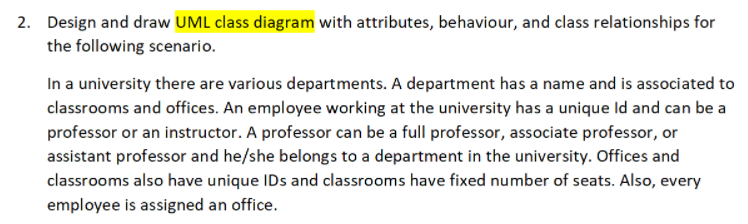 2. Design and draw UML class diagram with attributes, behaviour, and class relationships for
the following scenario.
In a university there are various departments. A department has a name and is associated to
classrooms and offices. An employee working at the university has a unique Id and can be a
professor or an instructor. A professor can be a full professor, associate professor, or
assistant professor and he/she belongs to a department in the university. Offices and
classrooms also have unique IDs and classrooms have fixed number of seats. Also, every
employee is assigned an office.